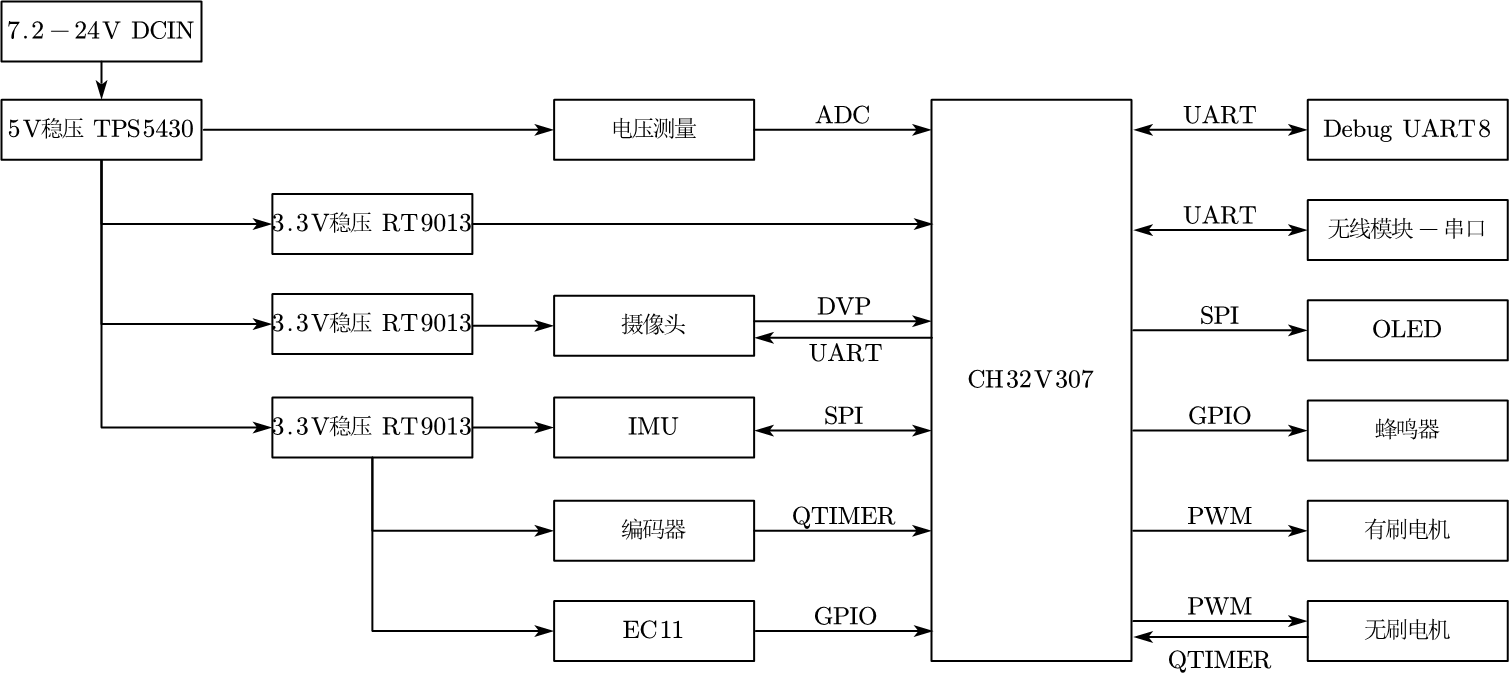 7.2－24V DCIN
5V稳压 TPS5430
电压测量
ADC
UART
Debug UART8
3.3V稳压 RT9013
UART
无线模块－串口
3.3V稳压 RT9013
摄像头
DVP
UART
SPI
OLED
CH32V307
3.3V稳压 RT9013
IMU
SPI
GPIO
蜂鸣器
编码器
QTIMER
PWM
有刷电机
EC11
GPIO
PWM
QTIMER
无刷电机